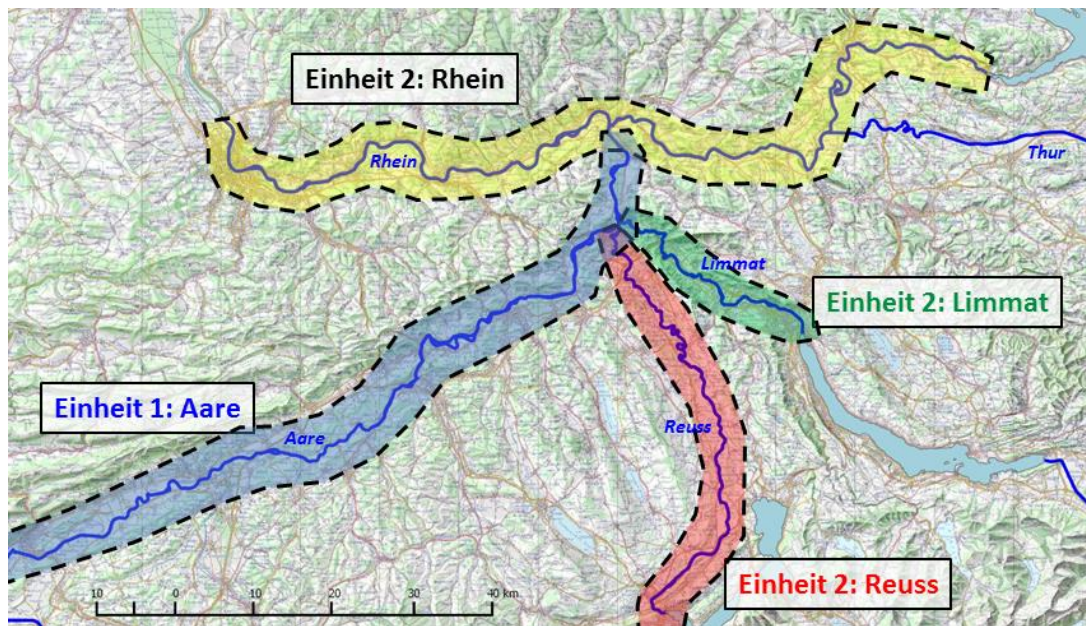 Einheit 2: Rhein
Rhein
Thur
Limmat
Einheit 2: Limmat
Einheit 1: Aare
Aare
Reuss
Einheit 2: Reuss
10 0 10 20 30 40 km